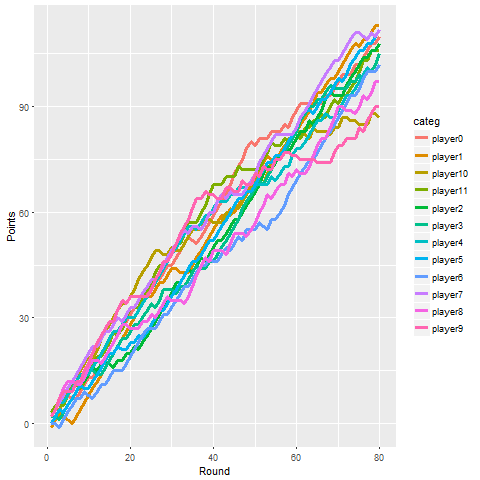 90
60
30
0
Points
0
20
40
60
80
Round
categ
player0
player1
player10
player11
player2
player3
player4
player5
player6
player7
player8
player9